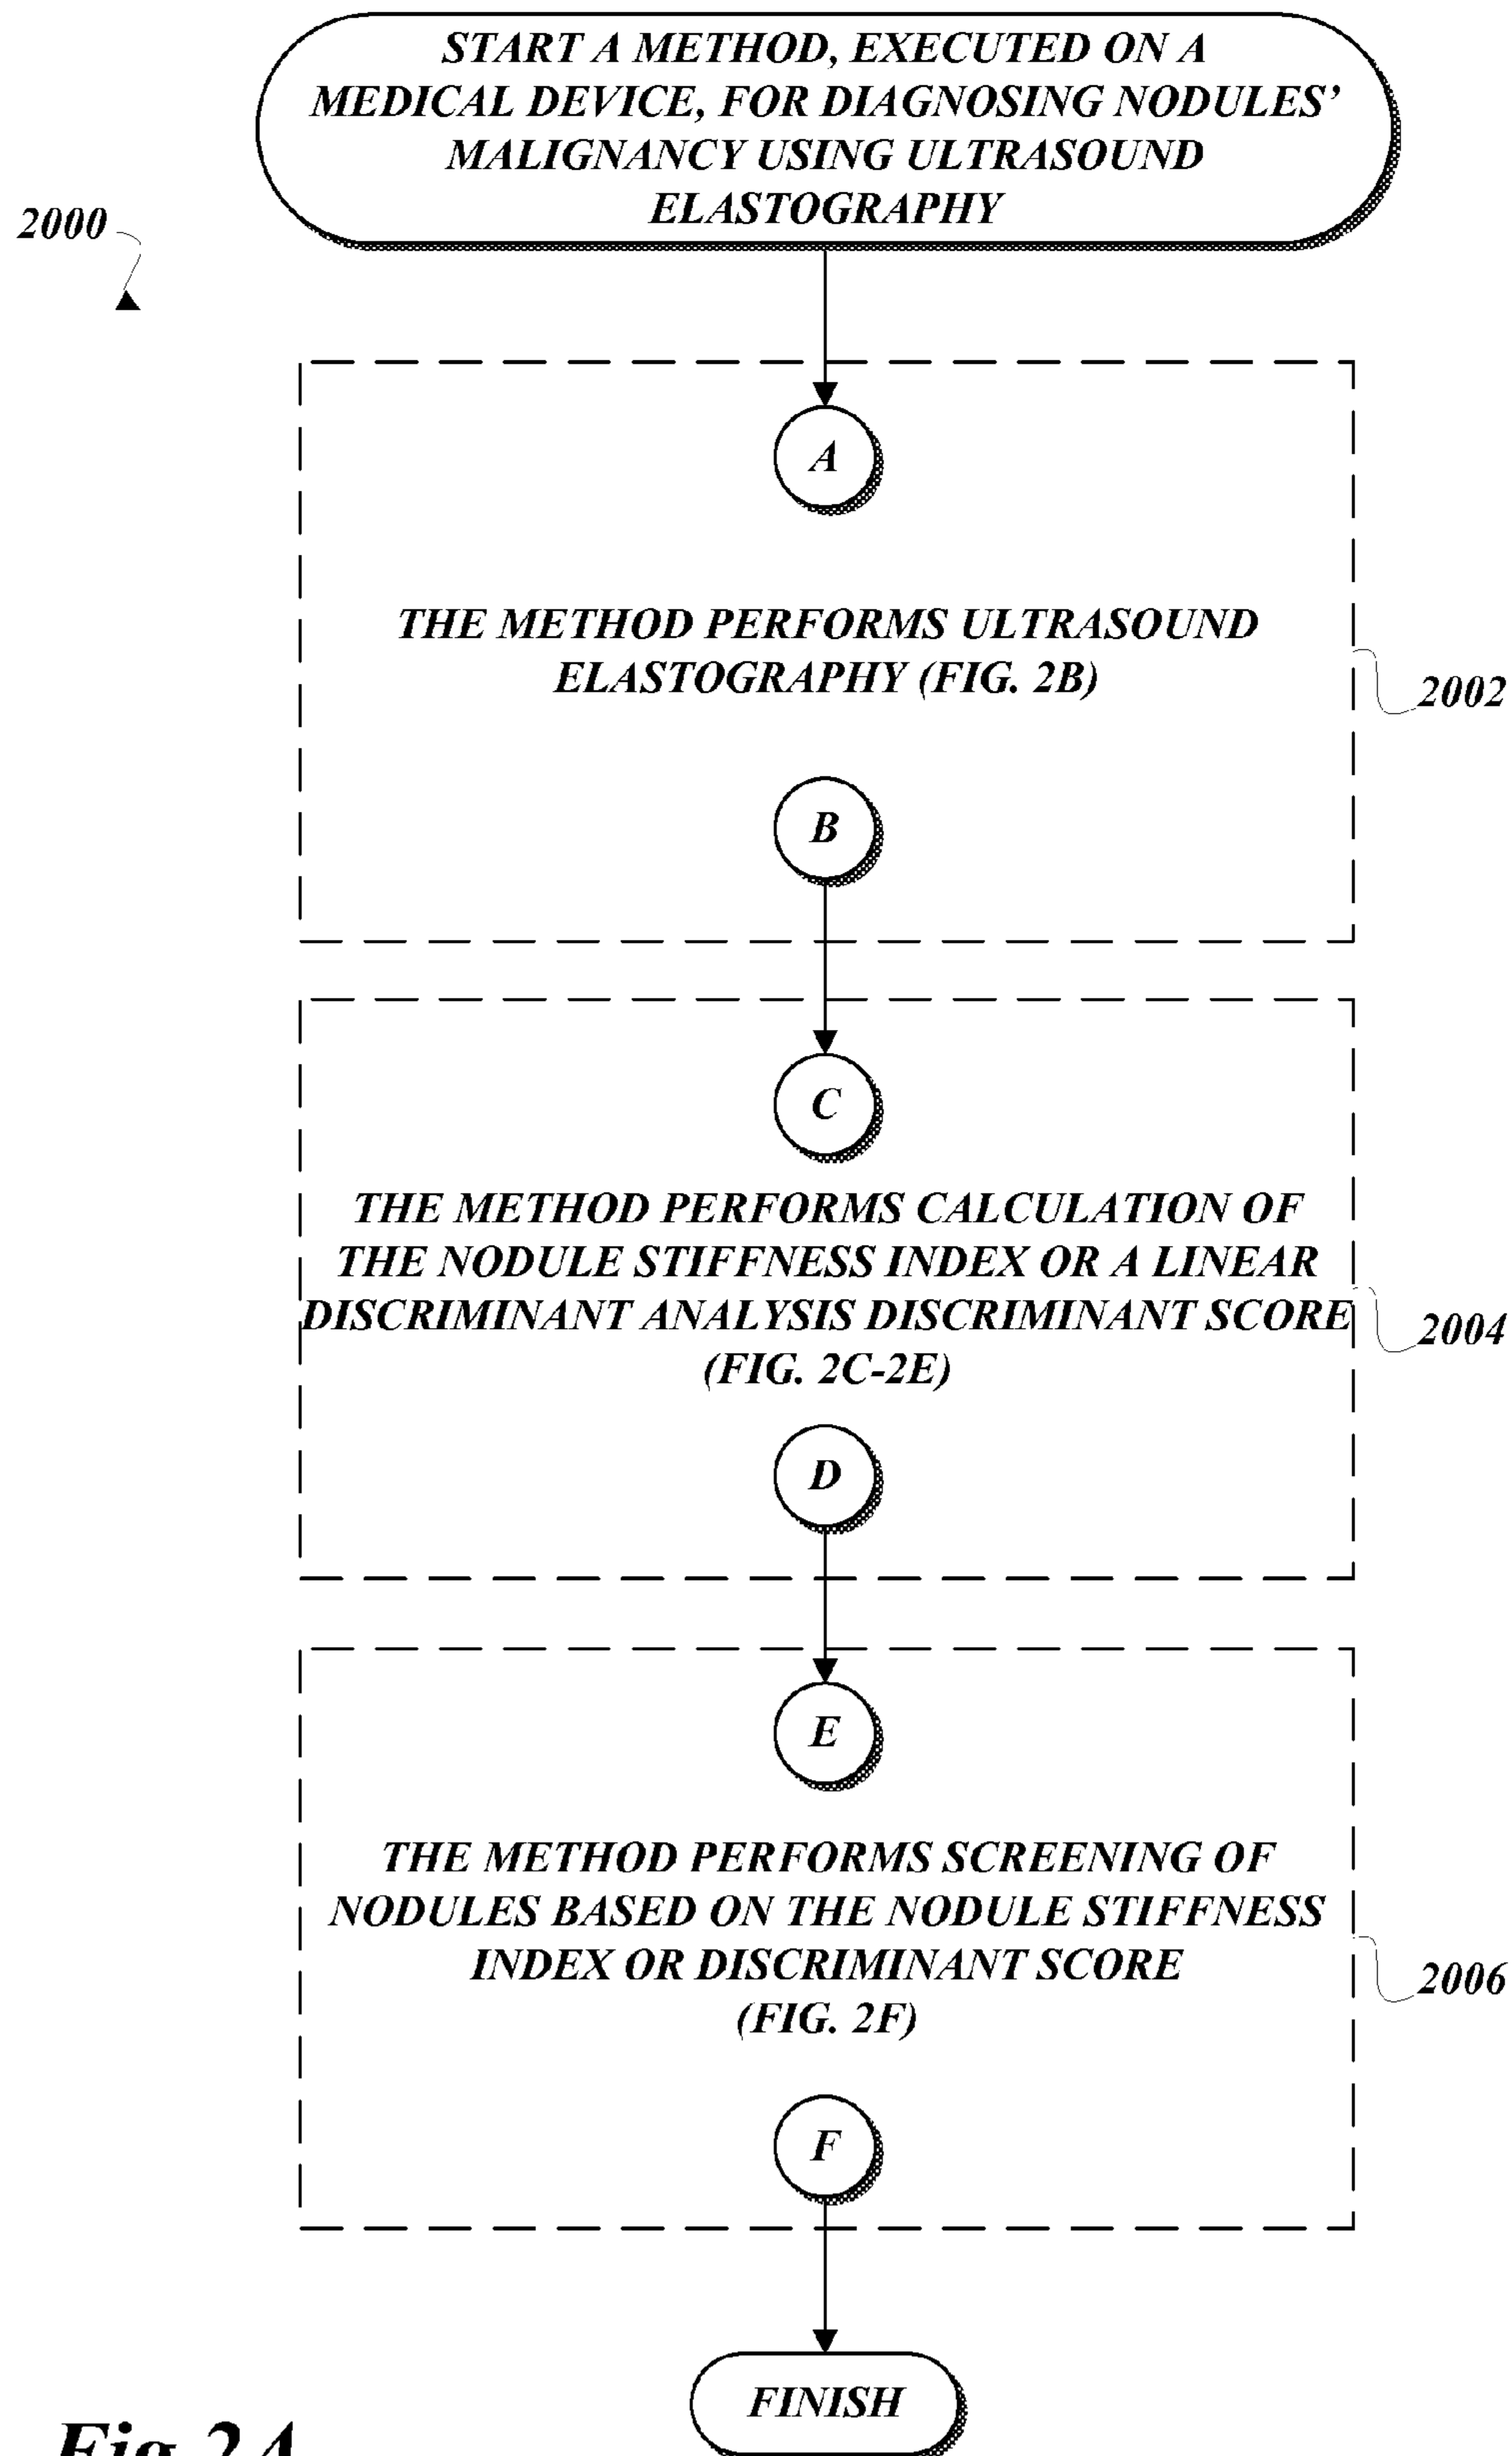 START A METHOD, EXECUTED ON A
MEDICAL DEVICE, FOR DIAGNOSING NODULES’
MALIGNANCY USING ULTRASOUND
ELASTOGRAPHY
2000
A
THE METHOD PERFORMS ULTRASOUND
ELASTOGRAPHY (FIG. 2B)
2002
B
C
THE METHOD PERFORMS CALCULATION OF
THE NODULE STIFFNESS INDEX OR A LINEAR
DISCRIMINANT ANALYSIS DISCRIMINANT SCORE
(FIG. 2C-2E)
2004
D
E
THE METHOD PERFORMS SCREENING OF
NODULES BASED ON THE NODULE STIFFNESS
INDEX OR DISCRIMINANT SCORE
(FIG. 2F)
2006
F
FINISH
Fig.2A